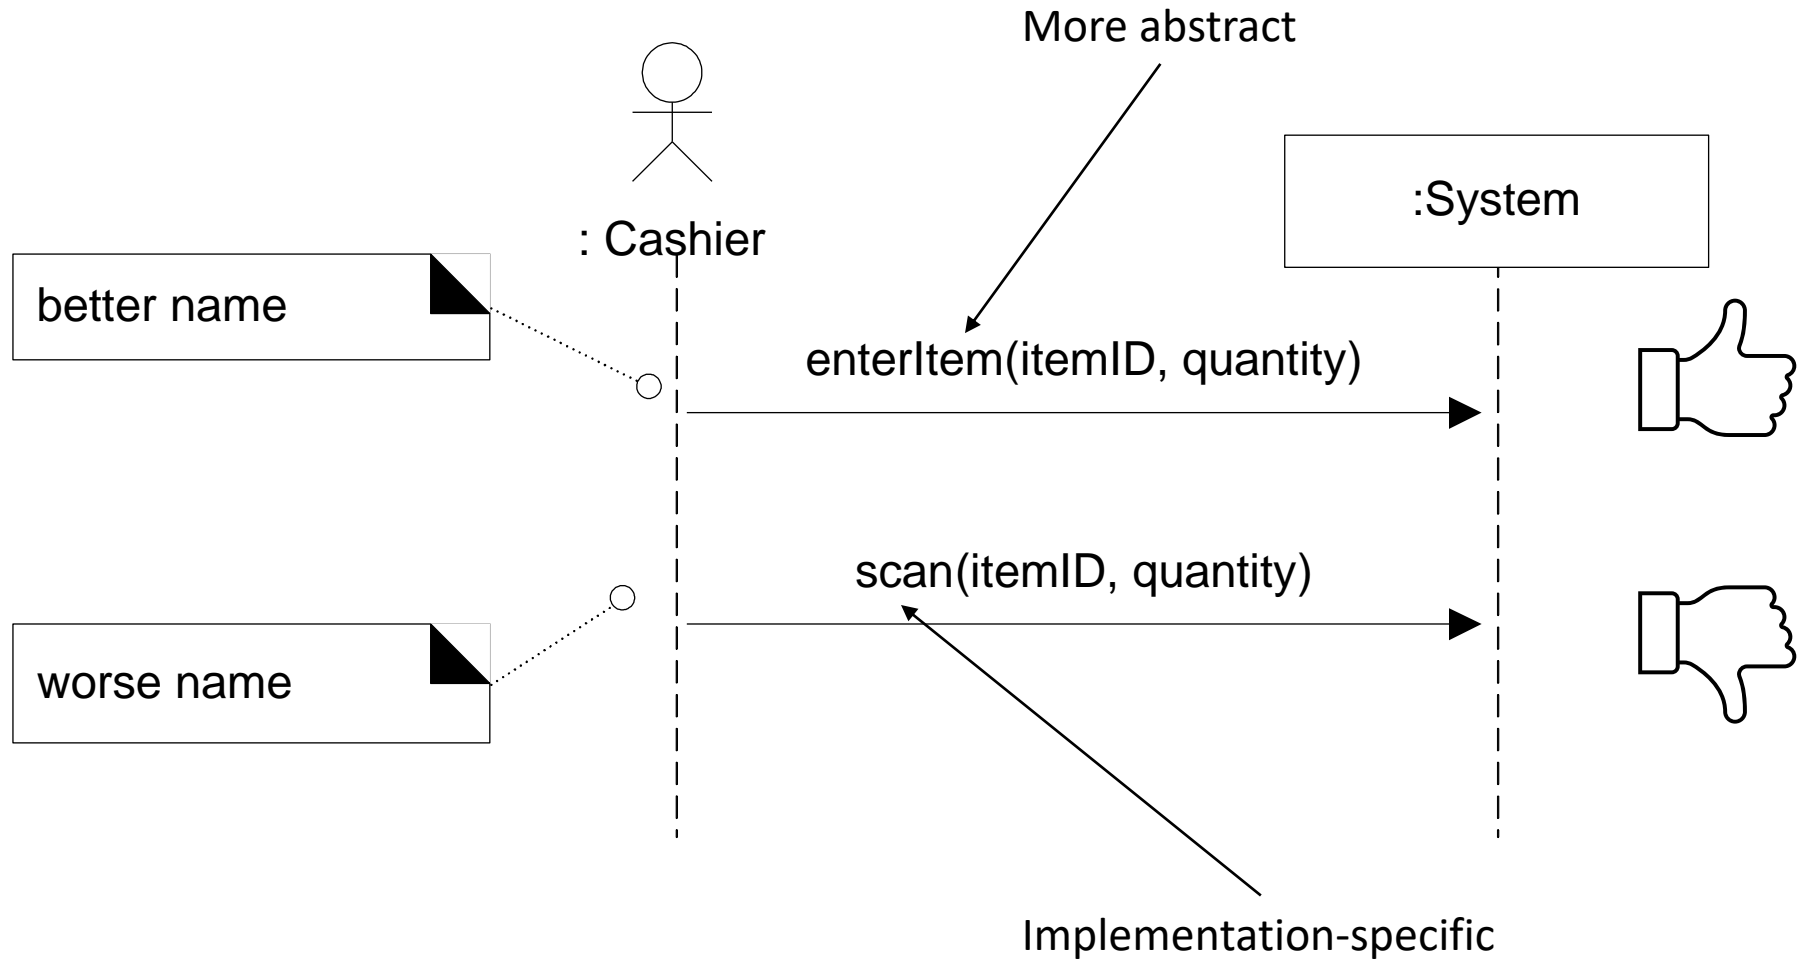 More abstract
:System
: Cashier
better name
enterItem(itemID, quantity)
scan(itemID, quantity)
worse name
Implementation-specific